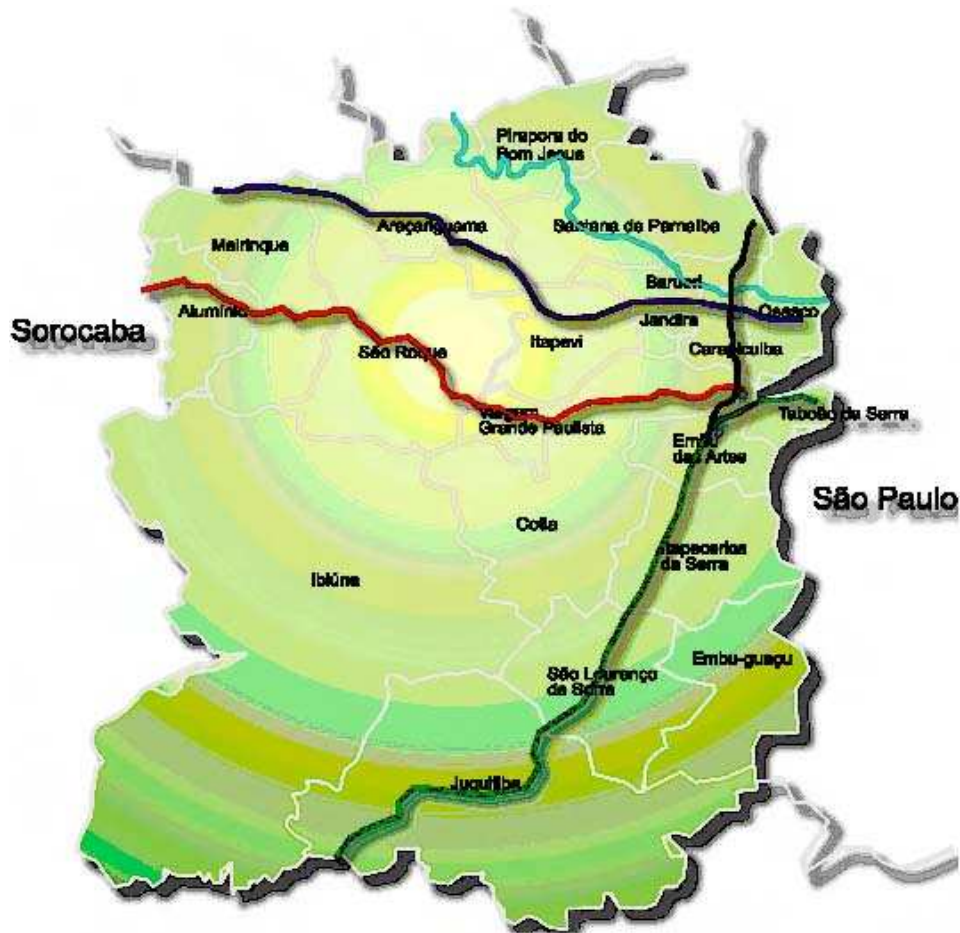 Pirapora do
Bom Jesus
Araçariguama
Santana de Parnaíba
Mairinque
Barueri
Alumínio
Jandira
Osasco
Sorocaba
Itapevi
São Roque
Carapicuíba
Vargem
Grande Paulista
Taboão da Serra
Embu
das Artes
São Paulo
Cotia
Itapecerica
da Serra
Ibiúna
Embu-guaçu
São Lourenço
da Serra
Juquitiba